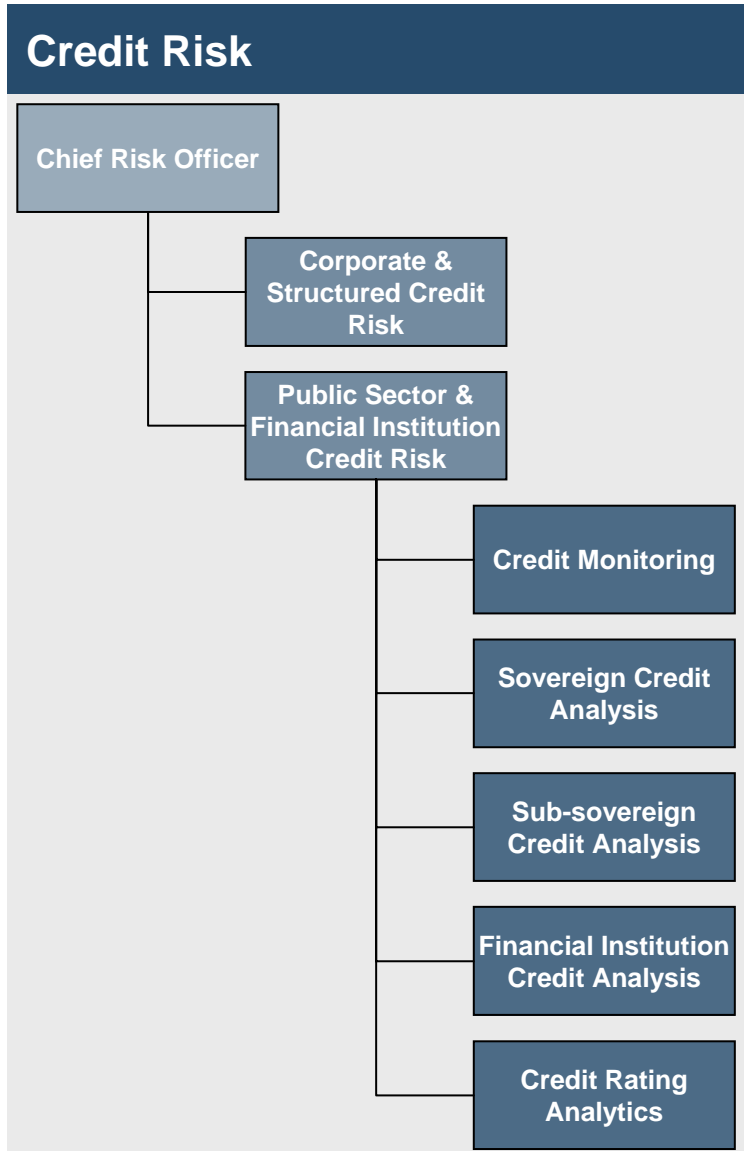 Credit Risk
Chief Risk Officer
Corporate &
Structured Credit
Risk
Public Sector &
Financial Institution
Credit Risk
Credit Monitoring
Sovereign Credit
Analysis
Sub-sovereign
Credit Analysis
Financial Institution
Credit Analysis
Credit Rating
Analytics